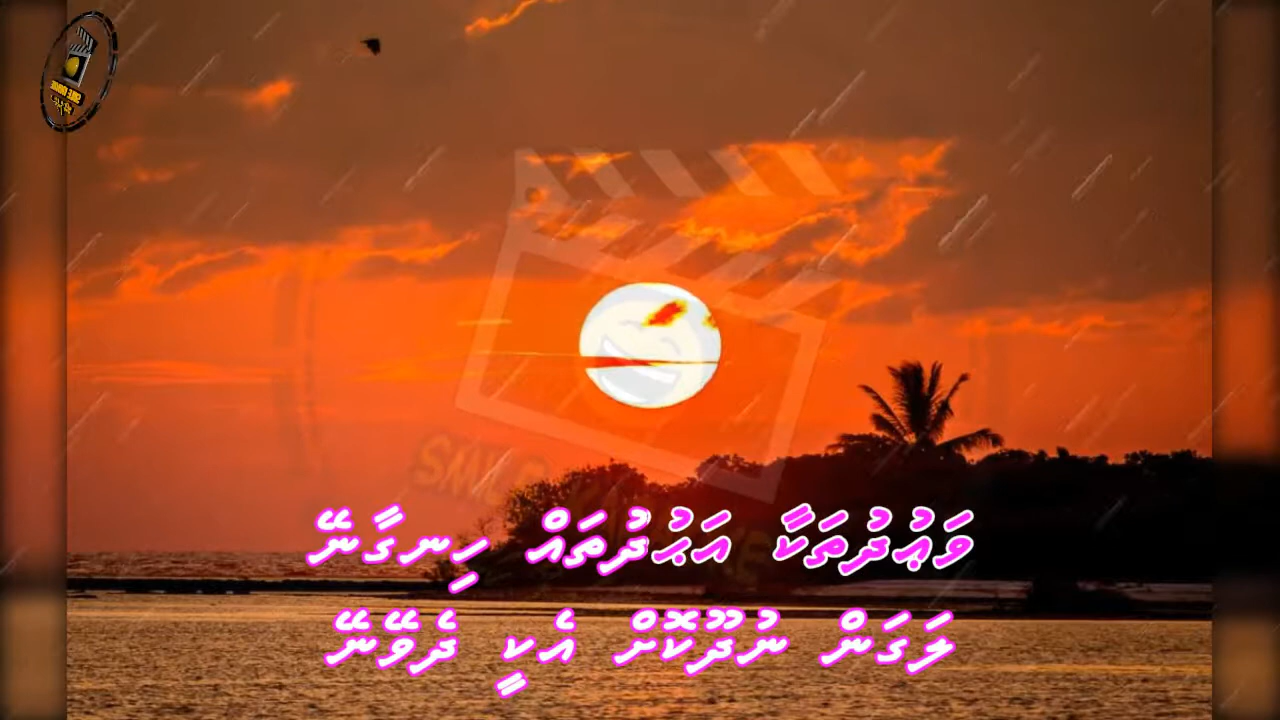 ވަޢުދުތަކާ އަޙުދުތައް ހިނގާނޭ
ލަގަން ނުދޫކޮށް އެކީ ދެވޭނޭ